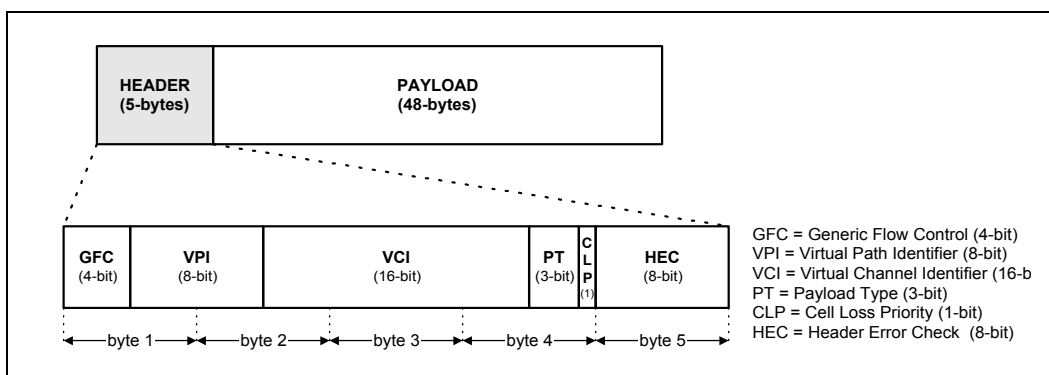 HEADER
(5-bytes)
PAYLOAD
(48-bytes)
GFC
(4-bit)
VPI
(8-bit)
VCI
(16-bit)
PT
(3-bit)
C
L
P
(1)
HEC
(8-bit)
GFC = Generic Flow Control (4-bit)
VPI = Virtual Path Identifier (8-bit)
VCI = Virtual Channel Identifier (16-b
PT = Payload Type (3-bit)
CLP = Cell Loss Priority (1-bit)
HEC = Header Error Check (8-bit)
byte 1
byte 2
byte 3
byte 4
byte 5